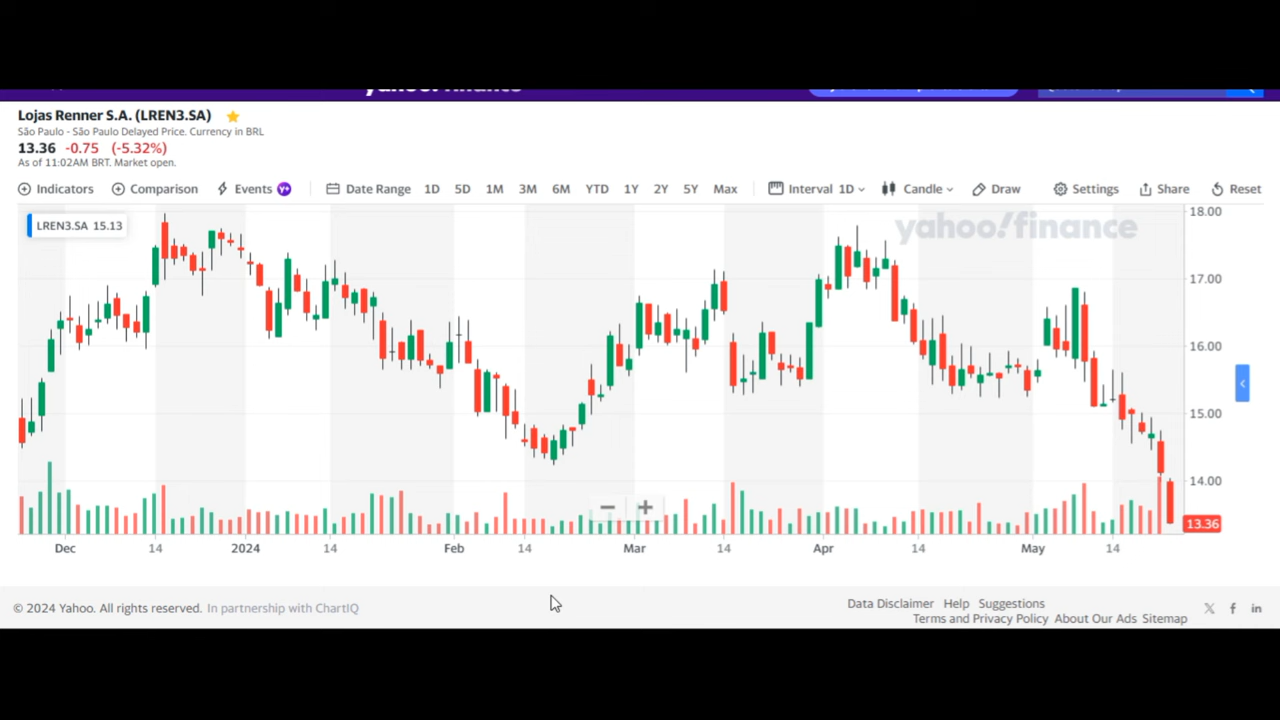 Lojas Renner S.A. (LREN3.SA)
São Paulo - São Paulo Delayed Price. Currency in BRL
13.36 -0.75 (-5.32%)
As of 11:02AM BRT. Market open.
Indicators Comparison Events Y+ Date Range 1D 5D 1M 3M 6M YTD 1Y 2Y 5Y Max Interval 1D Candle Draw Settings Share Reset
LREN3.SA 15.13
yahoo!finance
18.00
17.00
16.00
15.00
14.00
13.36
Dec 14 2024 14 Feb 14 Mar 14 Apr 14 May 14
© 2024 Yahoo. All rights reserved. In partnership with ChartIQ
Data Disclaimer Help Suggestions
Terms and Privacy Policy About Our Ads Sitemap